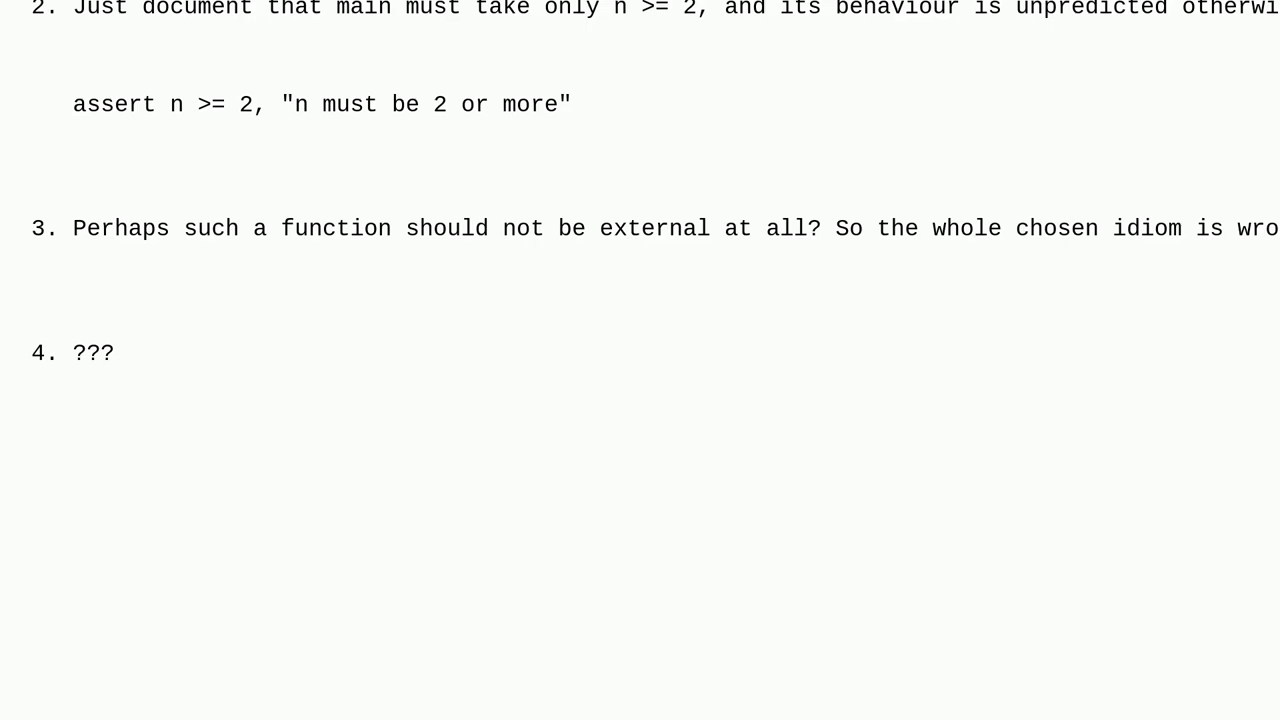 2. Just document that main must take only n >= 2, and its behaviour is unpredicted
assert n >= 2, "n must be 2 or more"
3. Perhaps such a function should not be external at all? So the whole chosen idiom is
4. ???